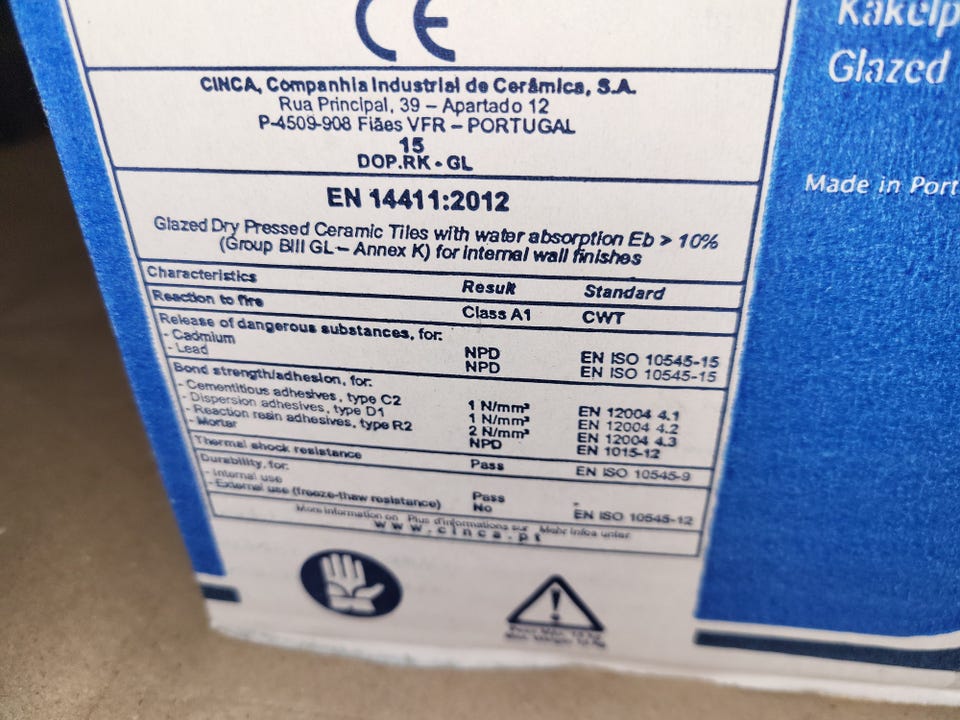 CE
CINCA, Companhia Industrial de Cerâmica, S.A.
Rua Principal, 39 – Apartado 12
P-4509-908 Fiães VFR – PORTUGAL
15
DOP.RK - GL
EN 14411:2012
Glazed Dry Pressed Ceramic Tiles with water absorption Eb > 10%
(Group BIII GL – Annex K) for internal wall finishes
Characteristics Result Standard
Reaction to fire Class A1 CWT
Release of dangerous substances, for:
- Cadmium NPD EN ISO 10545-15
- Lead NPD EN ISO 10545-15
Bond strength/adhesion, for:
- Cementitious adhesives, type C2 1 N/mm² EN 12004 4.1
- Dispersion adhesives, type D1 1 N/mm² EN 12004 4.2
- Reaction resin adhesives, type R2 2 N/mm² EN 12004 4.3
- Mortar NPD EN 1015-12
Thermal shock resistance Pass EN ISO 10545-9
Durability, for:
- Internal use Pass -
- External use (freeze-thaw resistance) No EN ISO 10545-12
More information on Plus d'informations sur Mehr Infos unter
www.cinca.pt
Kakelp
Glazed
Made in Port